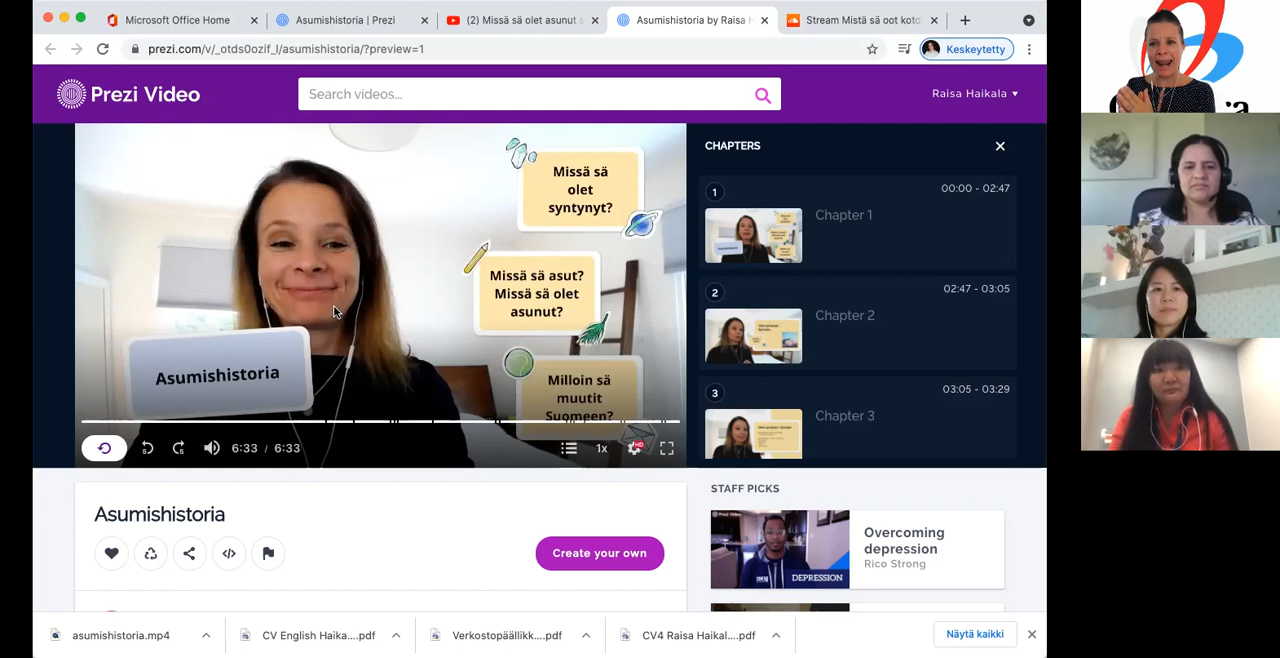 Microsoft Office Home
Asumishistoria | Prezi
(2) Missä sä olet asunut s
Asumishistoria by Raisa H
Stream Mistä sä oot koto
prezi.com/v/_otds0ozif_l/asumishistoria/?preview=1
Keskeytetty
Prezi Video
Search videos...
Raisa Haikala
Missä sä
olet
syntynyt?
Missä sä asut?
Missä sä olet
asunut?
Milloin sä
muutit
Suomeen?
Asumishistoria
6:33 / 6:33
1x
HD
CHAPTERS
1
00:00 - 02:47
Chapter 1
2
02:47 - 03:05
Chapter 2
3
03:05 - 03:29
Chapter 3
Asumishistoria
Create your own
STAFF PICKS
Prezi Video
DEPRESSION
Overcoming
depression
Rico Strong
asumishistoria.mp4
CV English Haika....pdf
Verkostopäällikk....pdf
CV4 Raisa Haikal....pdf
Näytä kaikki